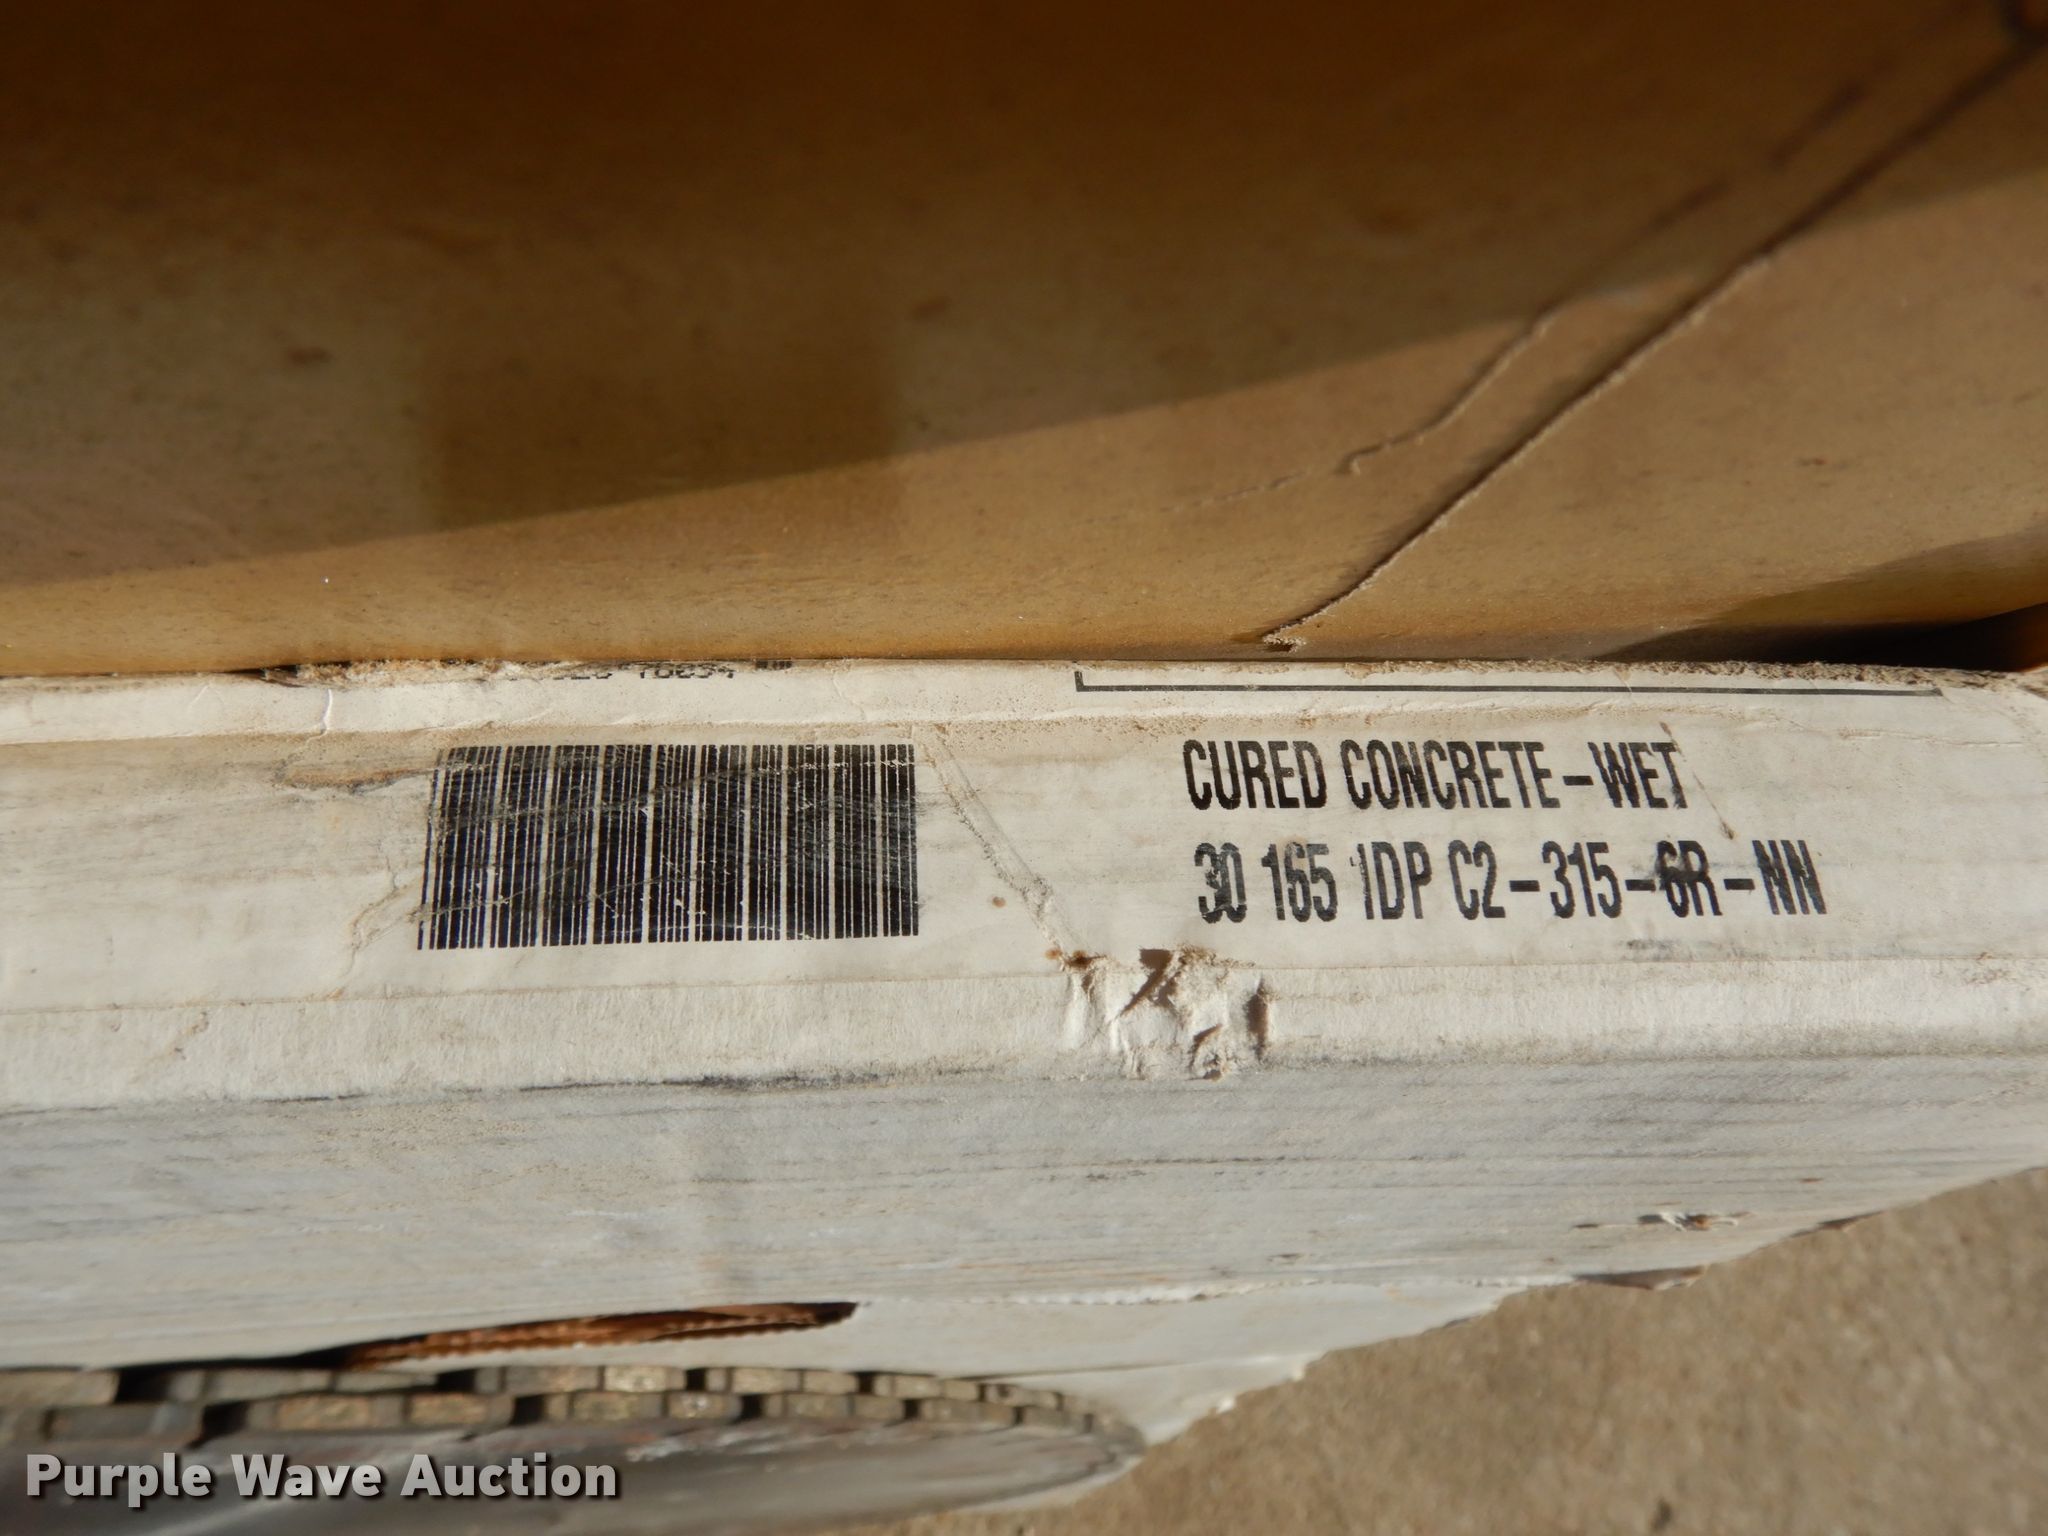 CURED CONCRETE-WET
30 165 1DP C2-315-6R-NN
Purple Wave Auction